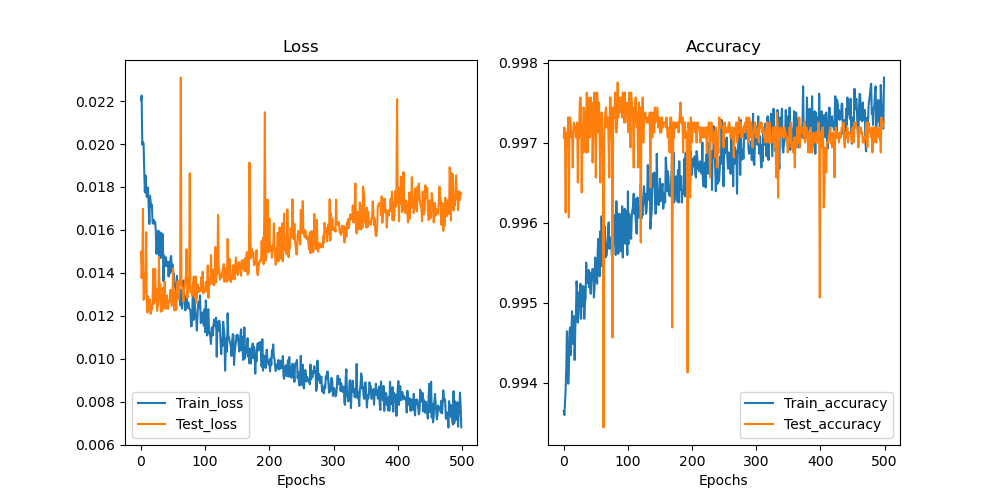 Loss
0.022
0.020
0.018
0.016
0.014
0.012
0.010
0.008
0.006
Train_loss
Test_loss
0 100 200 300 400 500
Epochs
Accuracy
0.998
0.997
0.996
0.995
0.994
Train_accuracy
Test_accuracy
0 100 200 300 400 500
Epochs